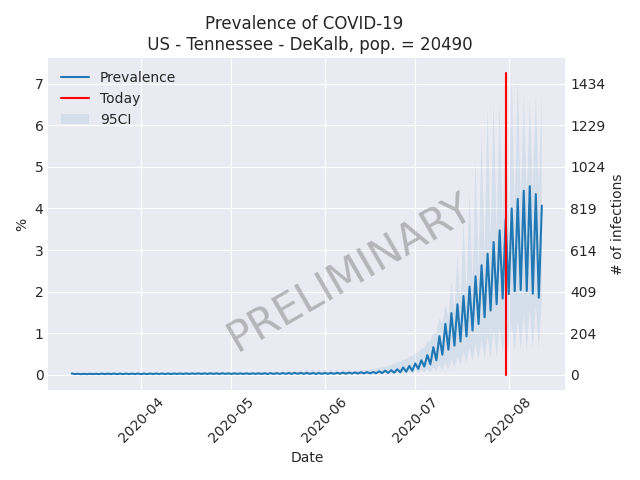 Prevalence of COVID-19
US - Tennessee - DeKalb, pop. = 20490
Prevalence
Today
95CI
%
7
6
5
4
3
2
1
0
1434
1229
1024
819
614
409
204
0
# of infections
PRELIMINARY
2020-04
2020-05
2020-06
2020-07
2020-08
Date